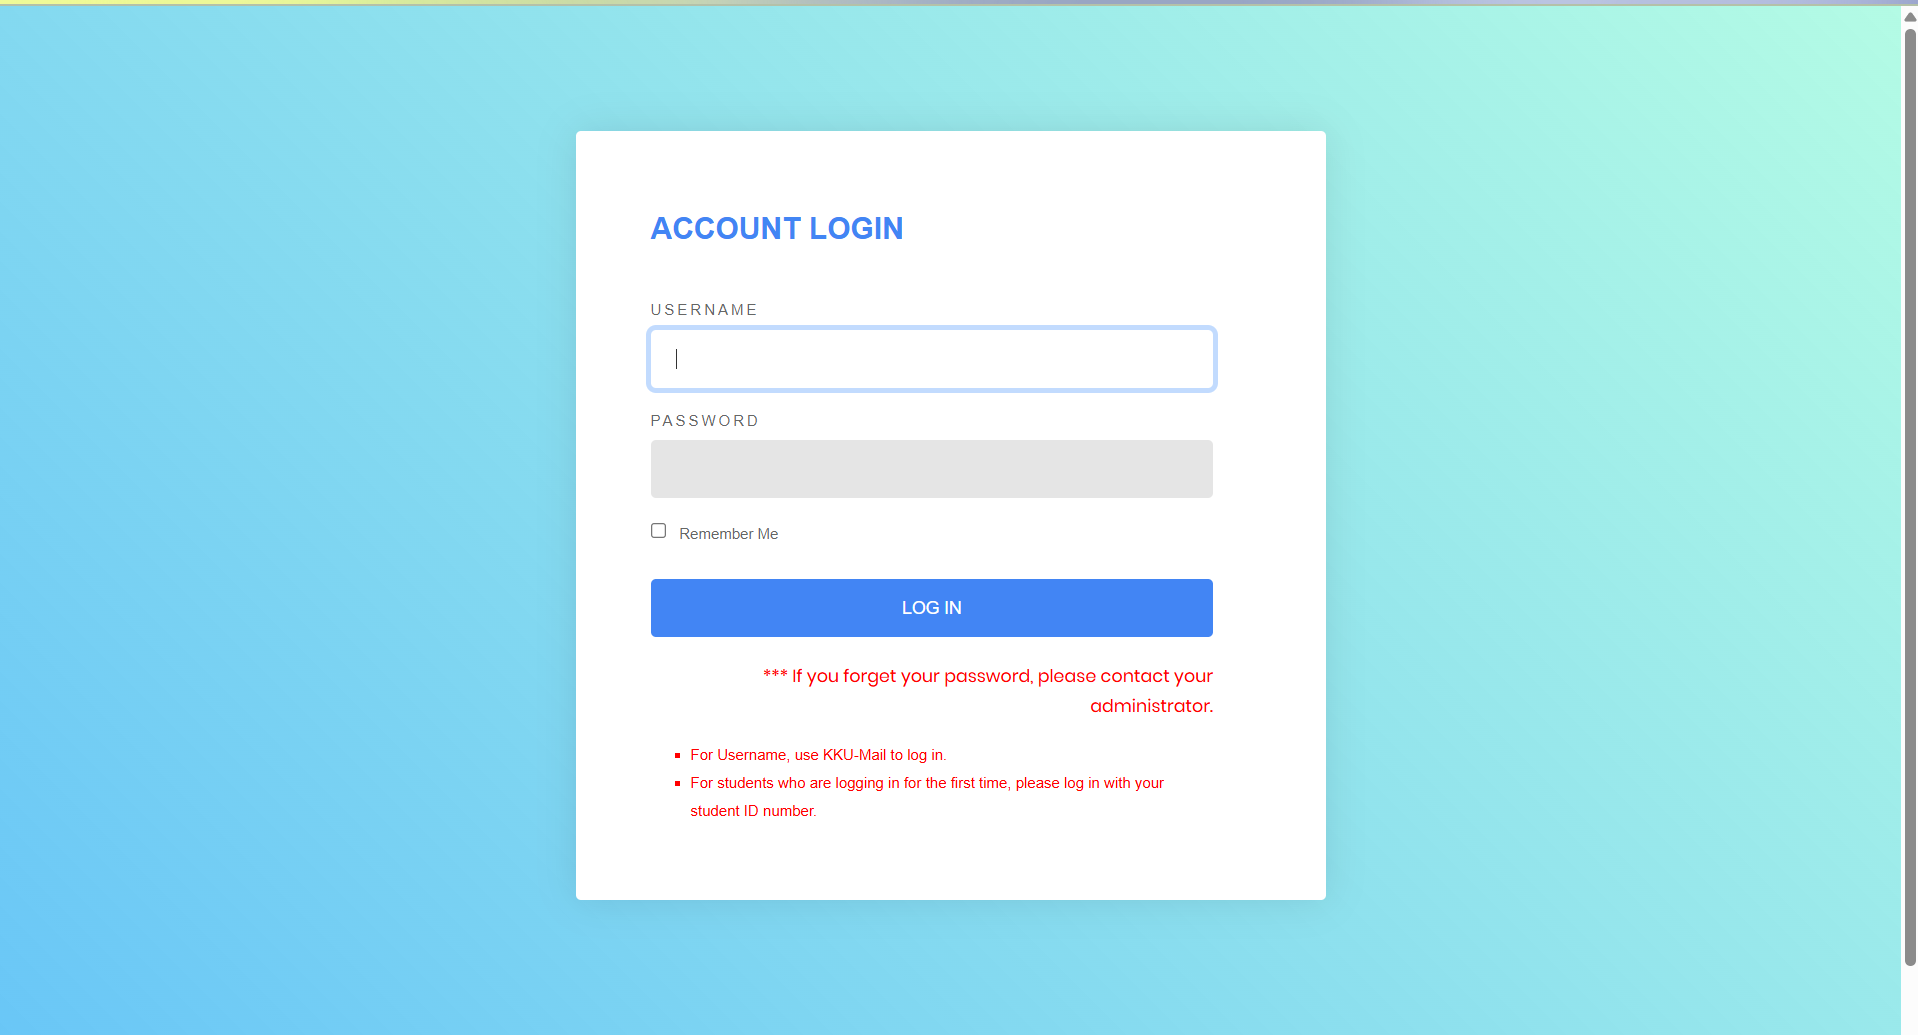 ACCOUNT LOGIN
USERNAME
PASSWORD
Remember Me
LOG IN
*** If you forget your password, please contact your
administrator.
For Username, use KKU-Mail to log in.
For students who are logging in for the first time, please log in with your
student ID number.